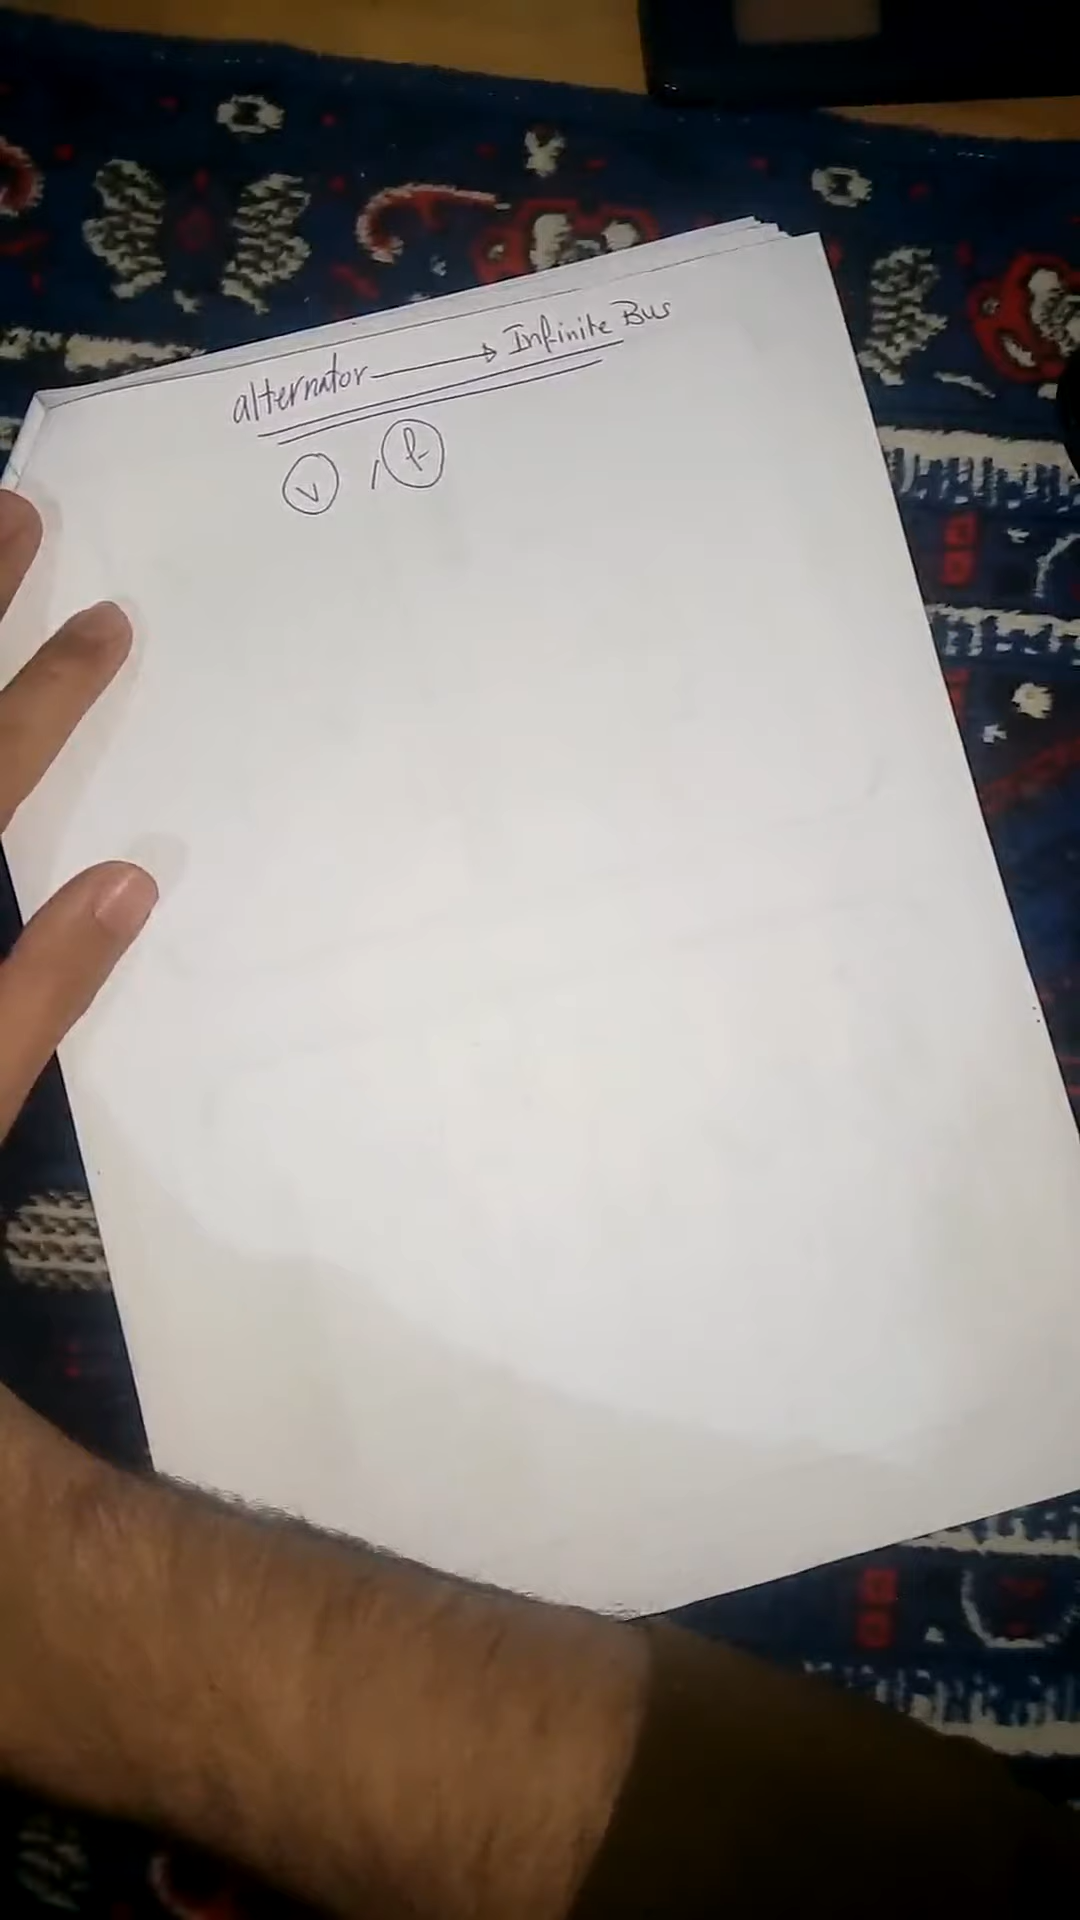 alternator → Infinite Bus
V , f